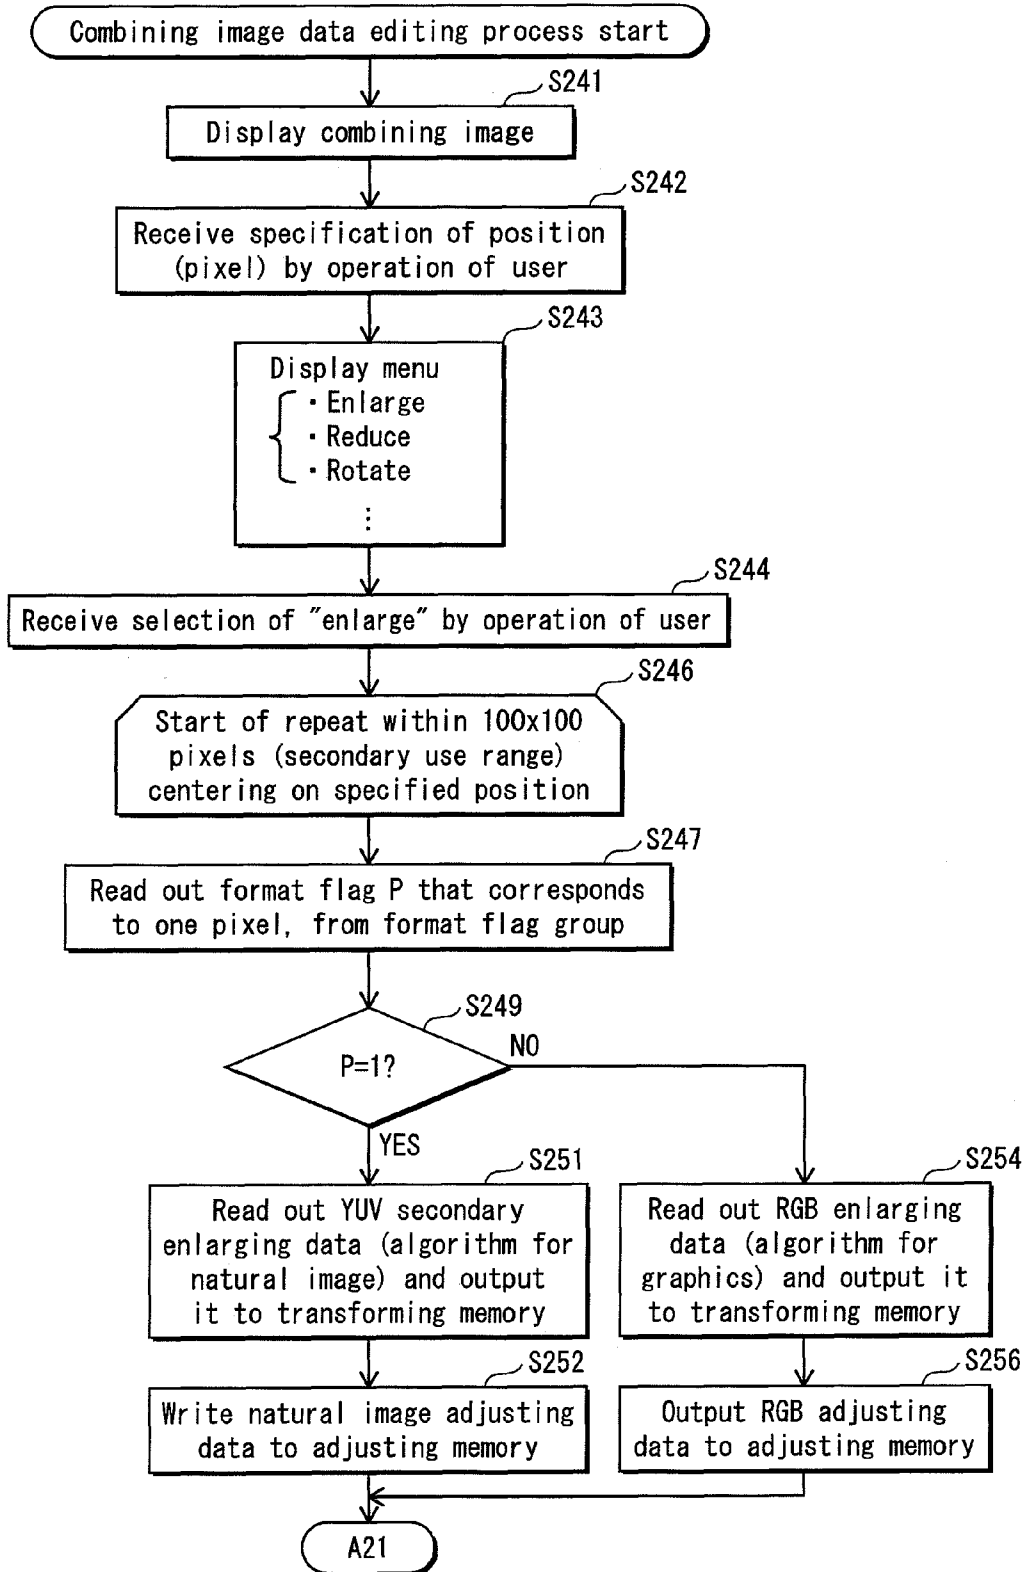 Combining image data editing process start
S241
Display combining image
S242
Receive specification of position
(pixel) by operation of user
S243
Display menu
・Enlarge
・Reduce
・Rotate
⋮
S244
Receive selection of "enlarge" by operation of user
S246
Start of repeat within 100x100
pixels (secondary use range)
centering on specified position
S247
Read out format flag P that corresponds
to one pixel, from format flag group
S249
P=1?
NO
YES
S251
Read out YUV secondary
enlarging data (algorithm for
natural image) and output
it to transforming memory
S254
Read out RGB enlarging
data (algorithm for
graphics) and output it
to transforming memory
S252
Write natural image adjusting
data to adjusting memory
S256
Output RGB adjusting
data to adjusting memory
A21